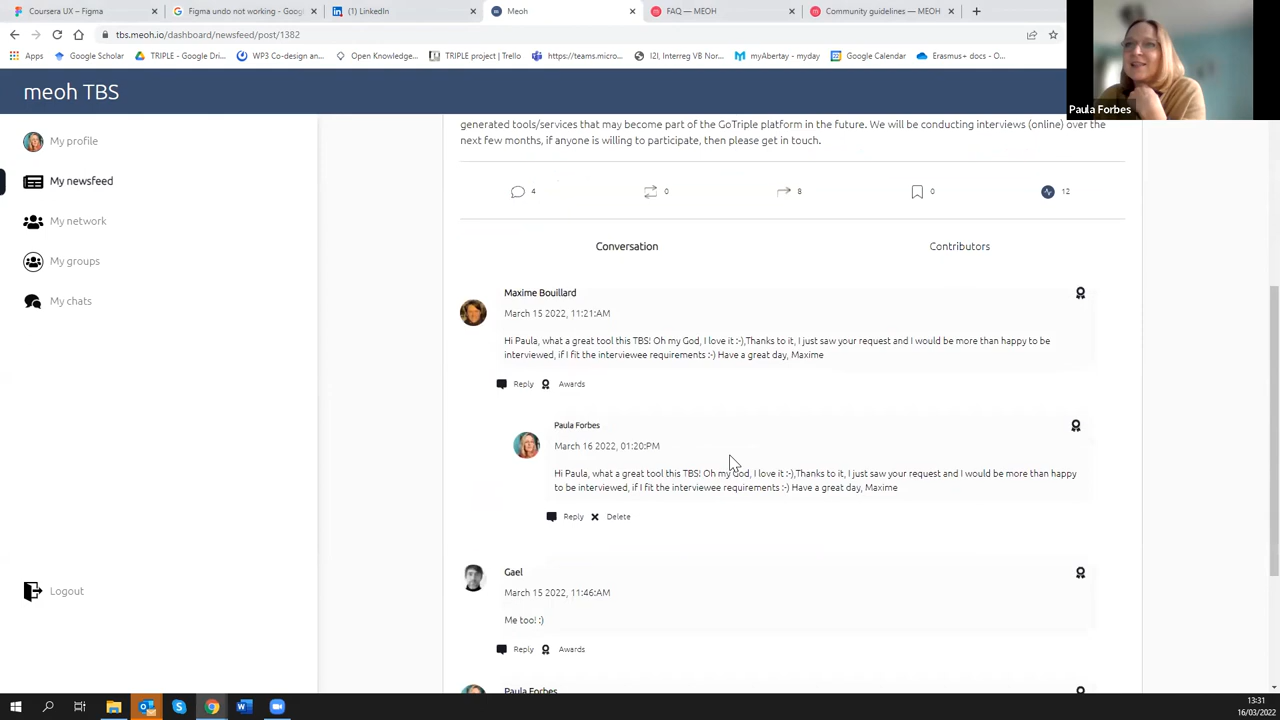 Coursera UX – Figma
Figma undo not working - Goog
(1) LinkedIn
Meoh
FAQ — MEOH
Community guidelines — MEOH
tbs.meoh.io/dashboard/newsfeed/post/1382
Apps
Google Scholar
TRIPLE - Google Dri...
WP3 Co-design an...
Open Knowledge...
TRIPLE project | Trello
https://teams.micro...
I2I, Interreg VB Nor...
myAbertay - myday
Google Calendar
Erasmus+ docs - O...
Paula Forbes
meoh TBS
My profile
My newsfeed
My network
My groups
My chats
Logout
generated tools/services that may become part of the GoTriple platform in the future. We will be conducting interviews (online) over the
next few months, if anyone is willing to participate, then please get in touch.
4 0 8 0 12
Conversation Contributors
Maxime Bouillard
March 15 2022, 11:21:AM
Hi Paula, what a great tool this TBS! Oh my God, I love it :-),Thanks to it, I just saw your request and I would be more than happy to be
interviewed, if I fit the interviewee requirements :-) Have a great day, Maxime
Reply Awards
Paula Forbes
March 16 2022, 01:20:PM
Hi Paula, what a great tool this TBS! Oh my God, I love it :-),Thanks to it, I just saw your request and I would be more than happy
to be interviewed, if I fit the interviewee requirements :-) Have a great day, Maxime
Reply Delete
Gael
March 15 2022, 11:46:AM
Me too! :)
Reply Awards
Paula Forbes
13:31
16/03/2022